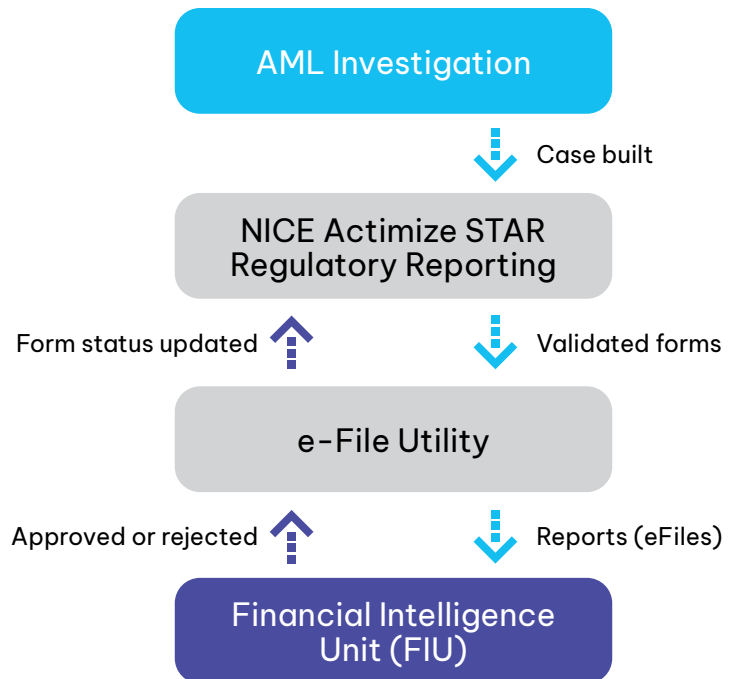 AML Investigation
Case built
NICE Actimize STAR
Regulatory Reporting
Form status updated
Validated forms
e-File Utility
Approved or rejected
Reports (eFiles)
Financial Intelligence
Unit (FIU)